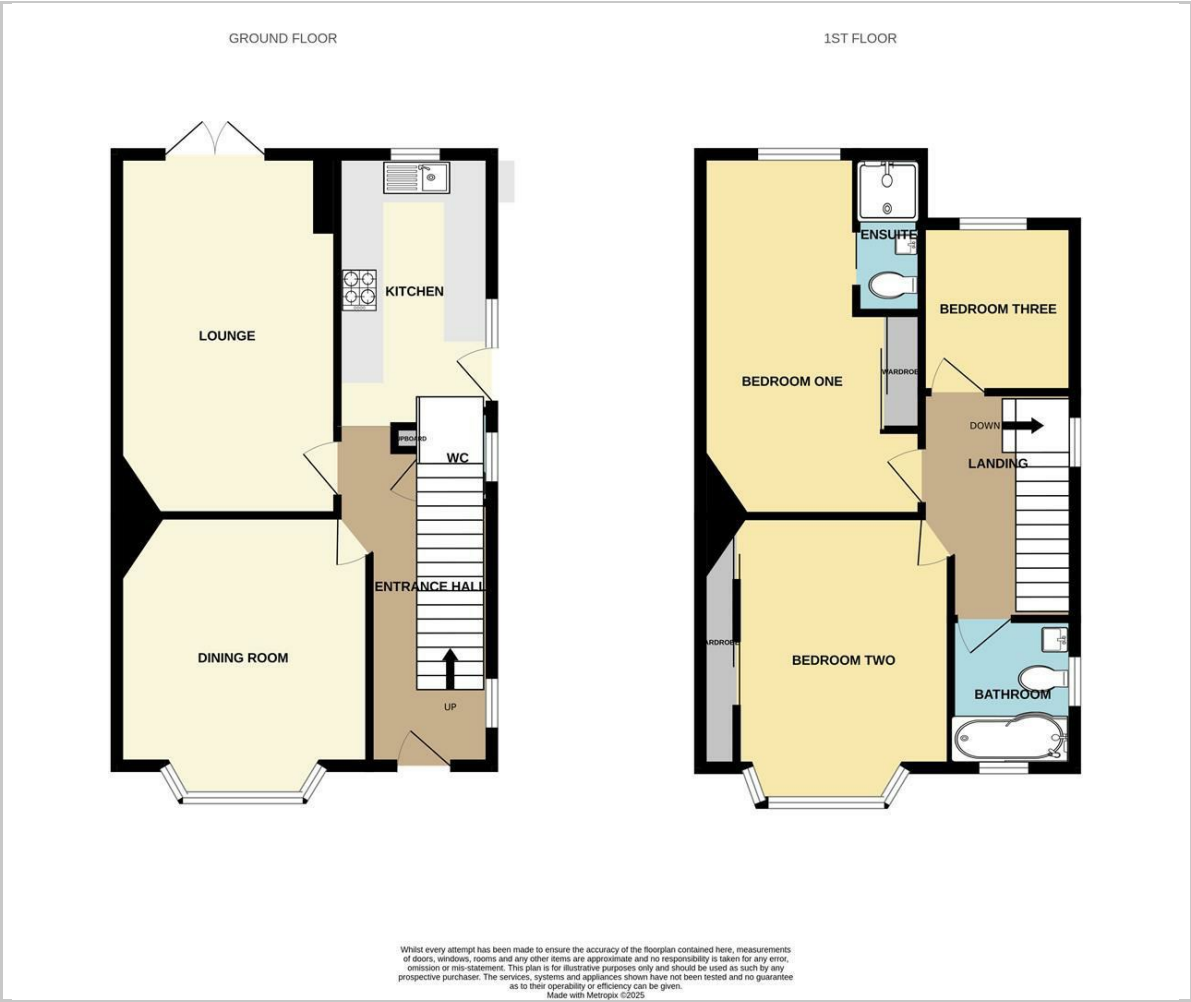 GROUND FLOOR
1ST FLOOR
LOUNGE
KITCHEN
UPBOARD
WC
ENTRANCE HALL
DINING ROOM
UP
ENSUITE
BEDROOM THREE
WARDROBE
BEDROOM ONE
DOWN
LANDING
ARDROBE
BEDROOM TWO
BATHROOM
Whilst every attempt has been made to ensure the accuracy of the floorplan contained here, measurements
of doors, windows, rooms and any other items are approximate and no responsibility is taken for any error,
omission or mis-statement. This plan is for illustrative purposes only and should be used as such by any
prospective purchaser. The services, systems and appliances shown have not been tested and no guarantee
as to their operability or efficiency can be given.
Made with Metropix ©2025